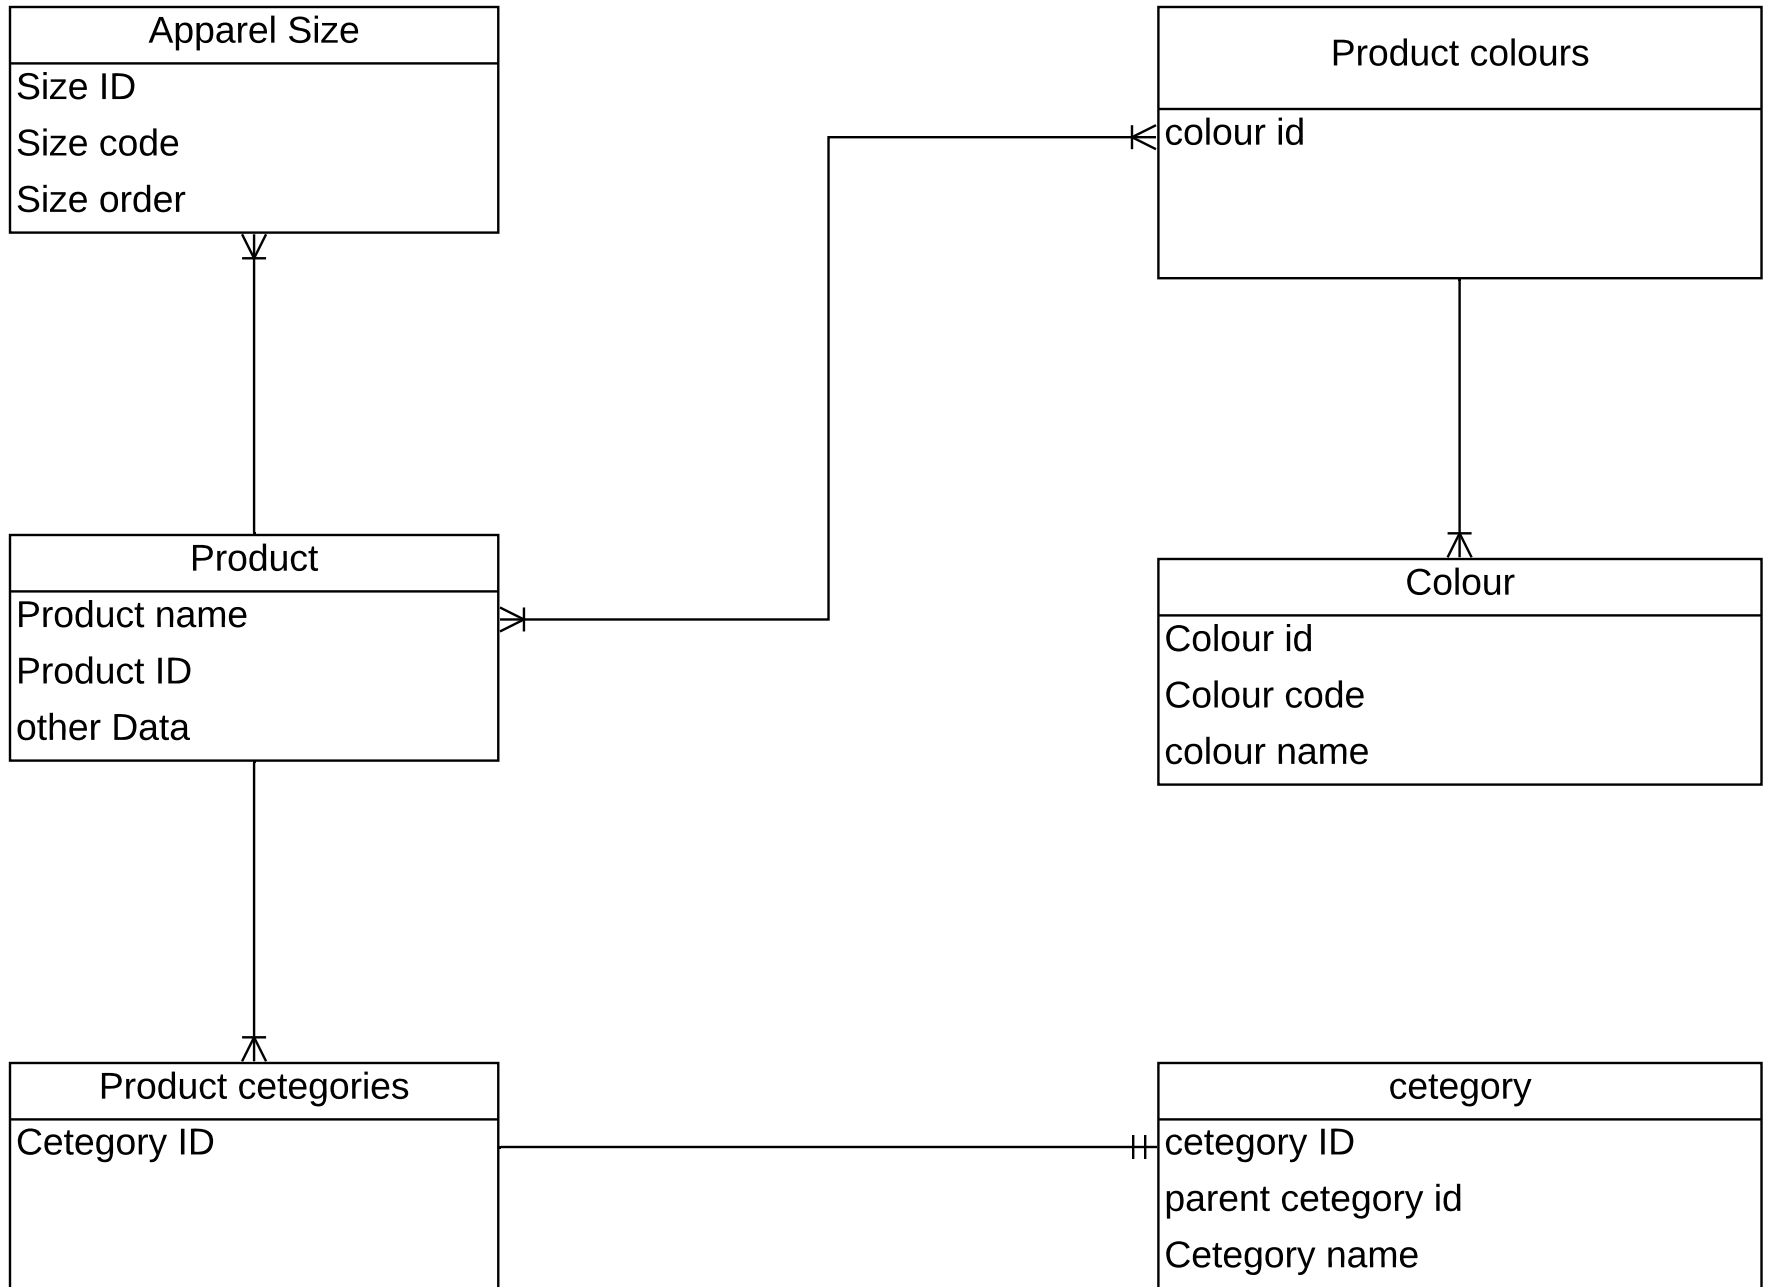 Apparel Size
Size ID
Size code
Size order
Product colours
colour id
Product
Product name
Product ID
other Data
Colour
Colour id
Colour code
colour name
Product cetegories
Cetegory ID
cetegory
cetegory ID
parent cetegory id
Cetegory name